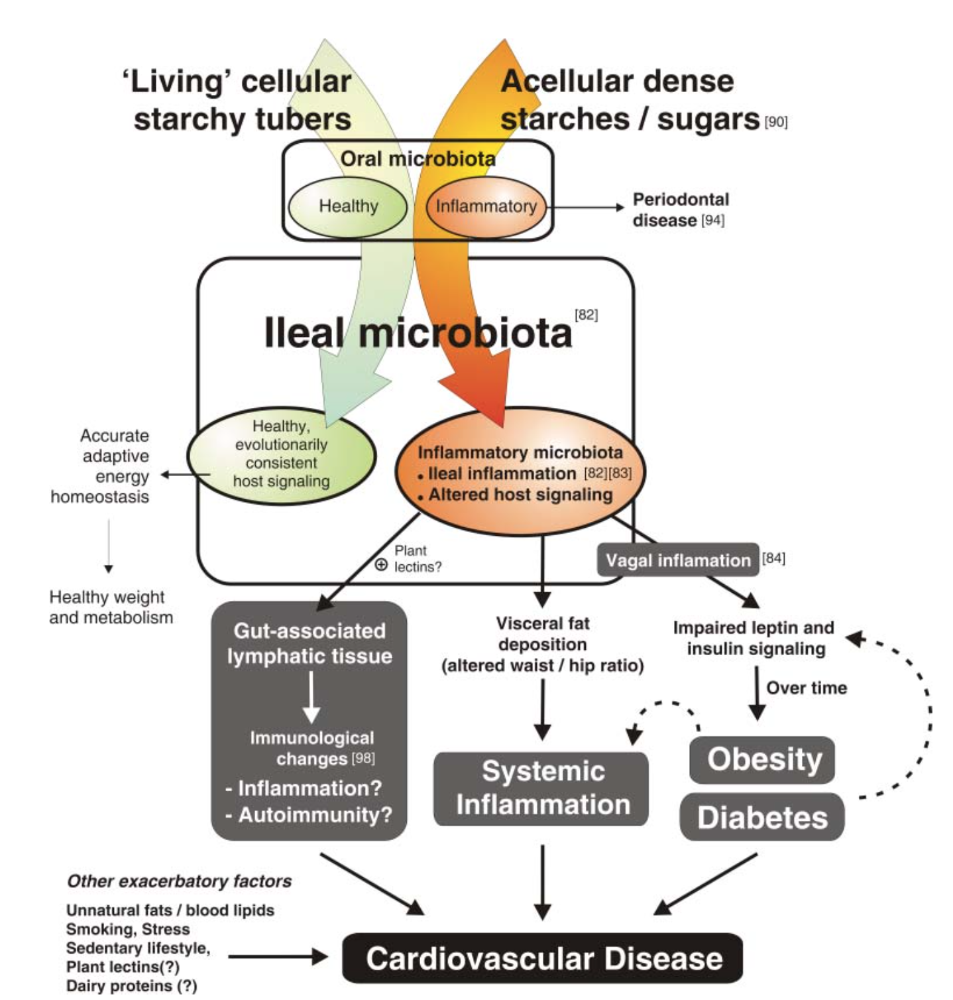 ‘Living’ cellular
starchy tubers
Acellular dense
starches / sugars [90]
Oral microbiota
Healthy
Inflammatory
Periodontal
disease [94]
Ileal microbiota [82]
Healthy,
evolutionarily
consistent
host signaling
Inflammatory microbiota
• Ileal inflammation [82][83]
• Altered host signaling
Accurate
adaptive
energy
homeostasis
Healthy weight
and metabolism
⊕ Plant
lectins?
Vagal inflamation [84]
Gut-associated
lymphatic tissue
Immunological
changes [98]
- Inflammation?
- Autoimmunity?
Visceral fat
deposition
(altered waist / hip ratio)
Systemic
Inflammation
Impaired leptin and
insulin signaling
Over time
Obesity
Diabetes
Other exacerbatory factors
Unnatural fats / blood lipids
Smoking, Stress
Sedentary lifestyle,
Plant lectins(?)
Dairy proteins (?)
Cardiovascular Disease